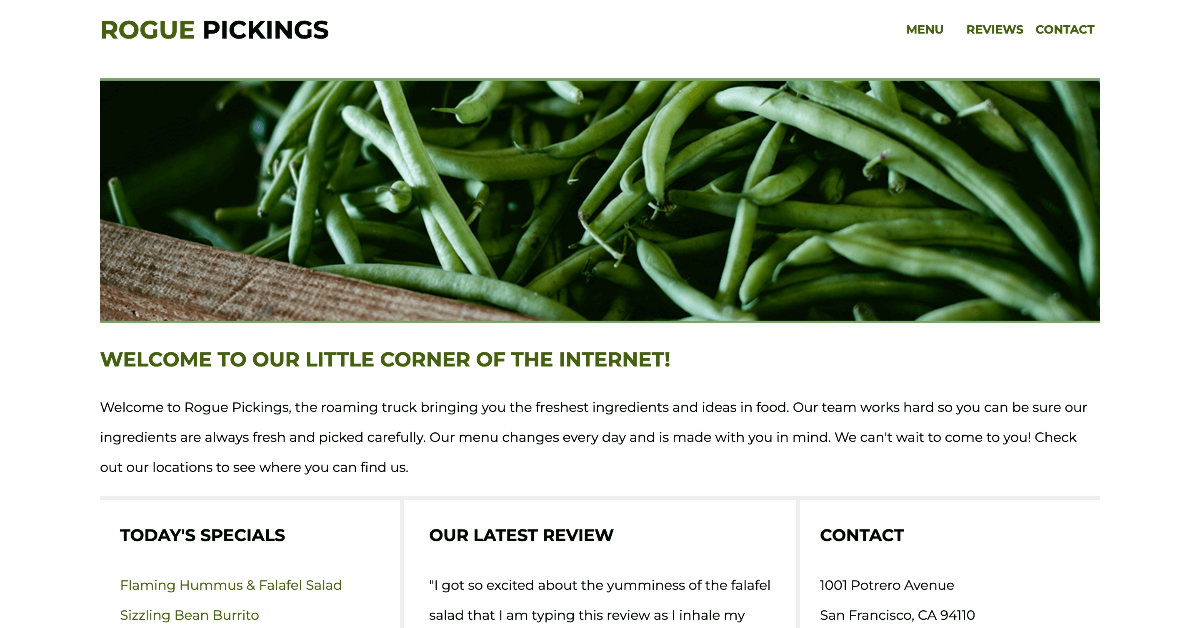 ROGUE PICKINGS
MENU REVIEWS CONTACT
WELCOME TO OUR LITTLE CORNER OF THE INTERNET!
Welcome to Rogue Pickings, the roaming truck bringing you the freshest ingredients and ideas in food. Our team works hard so you can be sure our
ingredients are always fresh and picked carefully. Our menu changes every day and is made with you in mind. We can't wait to come to you! Check
out our locations to see where you can find us.
TODAY'S SPECIALS
Flaming Hummus & Falafel Salad
Sizzling Bean Burrito
OUR LATEST REVIEW
"I got so excited about the yumminess of the falafel
salad that I am typing this review as I inhale my
CONTACT
1001 Potrero Avenue
San Francisco, CA 94110